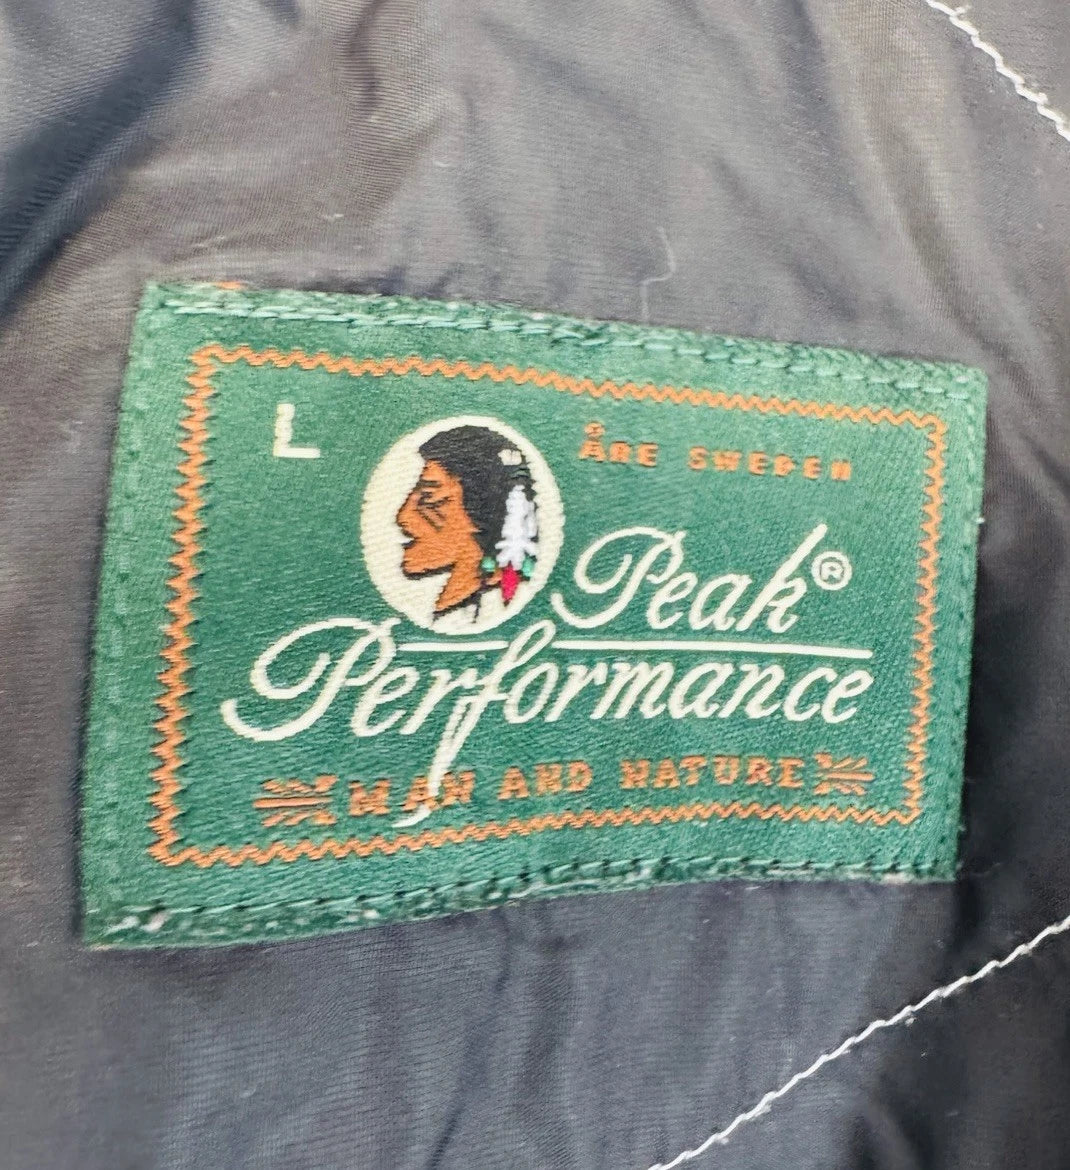 L
ÅRE SWEDEN
Peak®
Performance
MAN AND NATURE